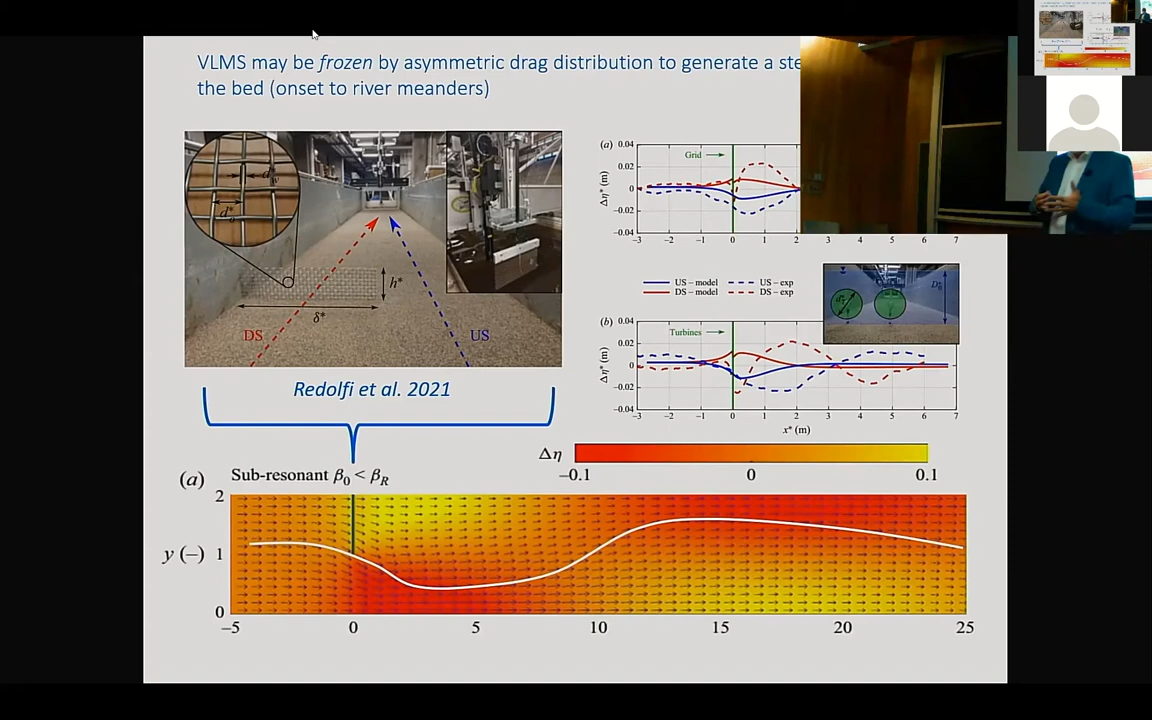 VLMS may be frozen by asymmetric drag distribution to generate a ste
the bed (onset to river meanders)
h*
δ*
DS
US
Redolfi et al. 2021
(a)
Grid
Δη* (m)
0.04
0.02
0
−0.02
−0.04
−3 −2 −1 0 1 2 3 4 5 6 7
US – model US – exp
DS – model DS – exp
(b)
Turbines
Δη* (m)
0.04
0.02
0
−0.02
−0.04
−3 −2 −1 0 1 2 3 4 5 6 7
x* (m)
Δη
−0.1 0 0.1
(a) Sub-resonant β0 < βR
2
y (–) 1
0
−5 0 5 10 15 20 25